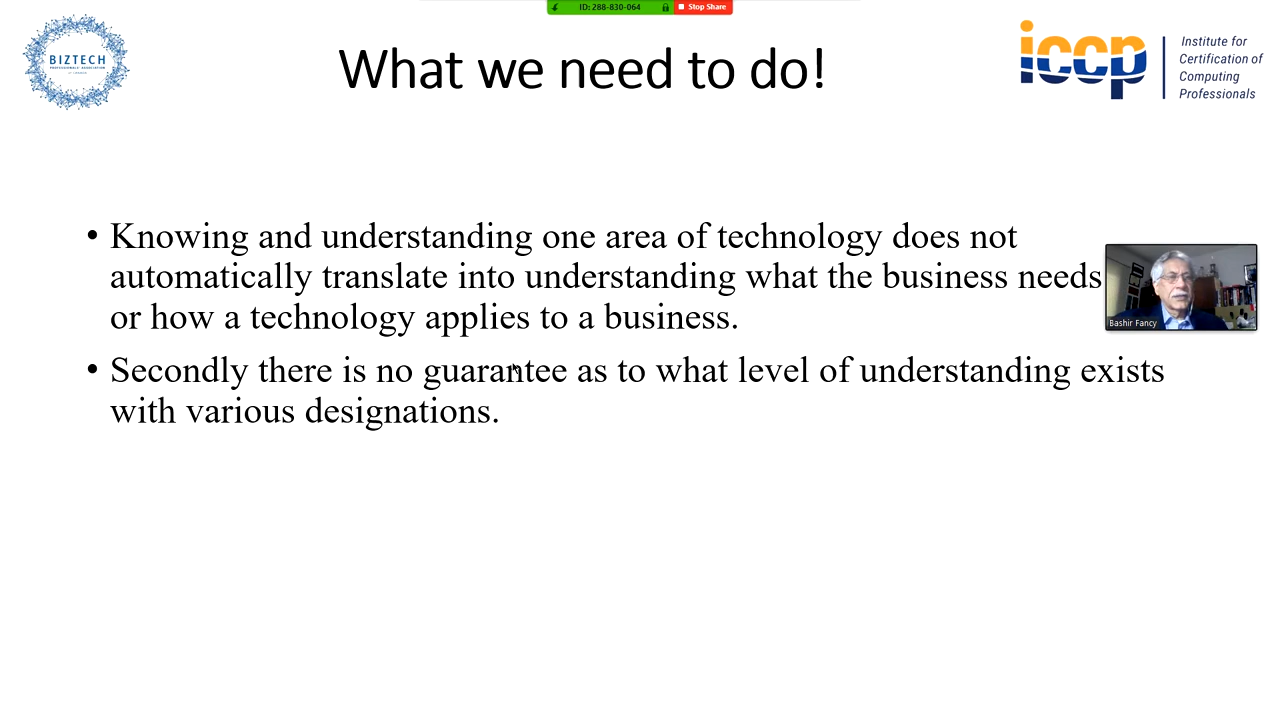 ID: 288-830-064
Stop Share
BIZTECH
What we need to do!
iccp
Institute for
Certification of
Computing
Professionals
• Knowing and understanding one area of technology does not
automatically translate into understanding what the business needs
or how a technology applies to a business.
Bashir Fancy
• Secondly there is no guarantee as to what level of understanding exists
with various designations.